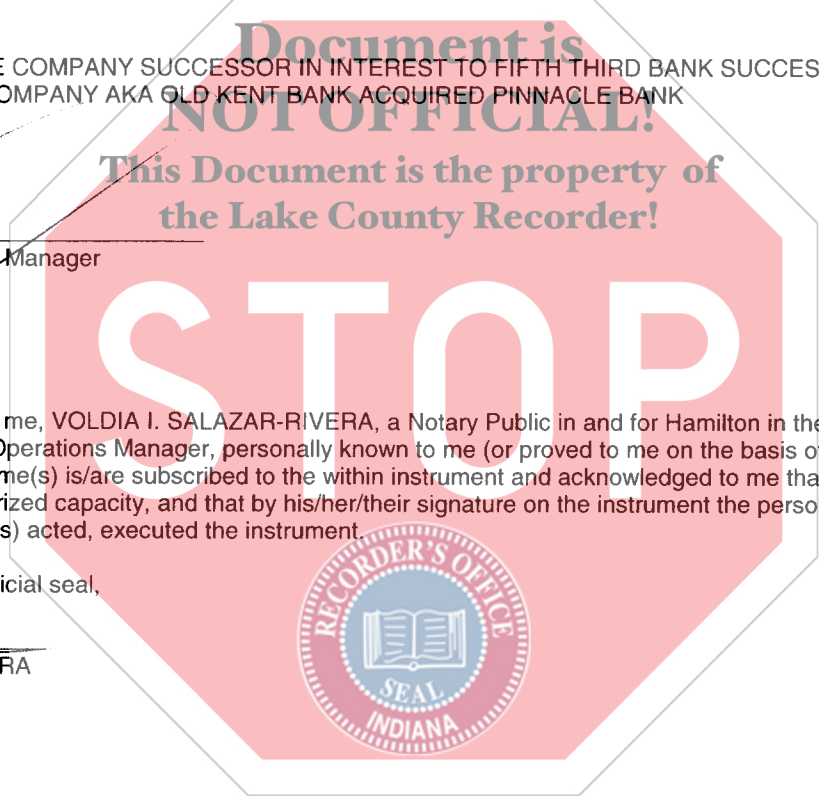 Document is
E COMPANY SUCCESSOR IN INTEREST TO FIFTH THIRD BANK SUCCES
OMPANY AKA OLD KENT BANK ACQUIRED PINNACLE BANK
NOT OFFICIAL!
This Document is the property of
the Lake County Recorder!
Manager
STOP
me, VOLDIA I. SALAZAR-RIVERA, a Notary Public in and for Hamilton in the
Operations Manager, personally known to me (or proved to me on the basis of
me(s) is/are subscribed to the within instrument and acknowledged to me tha
rized capacity, and that by his/her/their signature on the instrument the perso
s) acted, executed the instrument.
icial seal,
RA
RECORDER'S OFFICE
SEAL
INDIANA